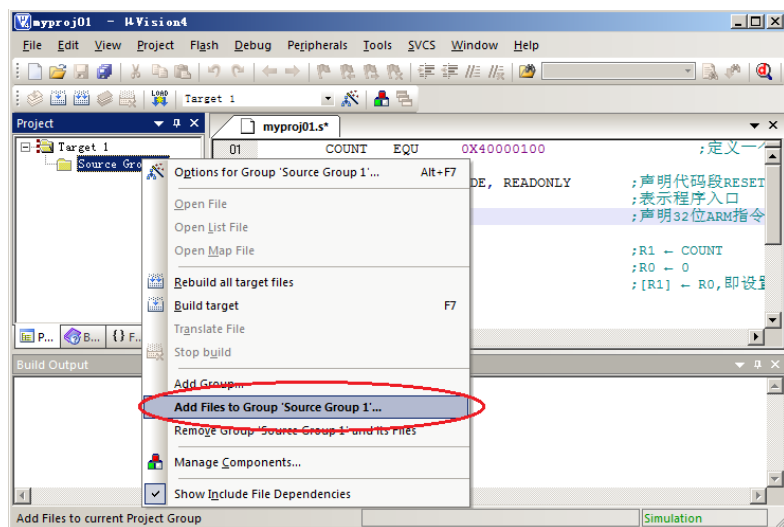 myproj01 - µVision4
File Edit View Project Flash Debug Peripherals Tools SVCS Window Help
LOAD Target 1
Project
myproj01.s*
Target 1
Source Gro
01 COUNT EQU 0X40000100 ;定义一个
DE, READONLY ;声明代码段RESET
;表示程序入口
;声明32位ARM指令
;R1 ← COUNT
;R0 ← 0
;[R1] ← R0,即设置
Options for Group 'Source Group 1'... Alt+F7
Open File
Open List File
Open Map File
Rebuild all target files
Build target F7
Translate File
Stop build
Add Group...
Add Files to Group 'Source Group 1'...
Remove Group 'Source Group 1' and its Files
Manage Components...
Show Include File Dependencies
P... B... {} F...
Build Output
Add Files to current Project Group
Simulation